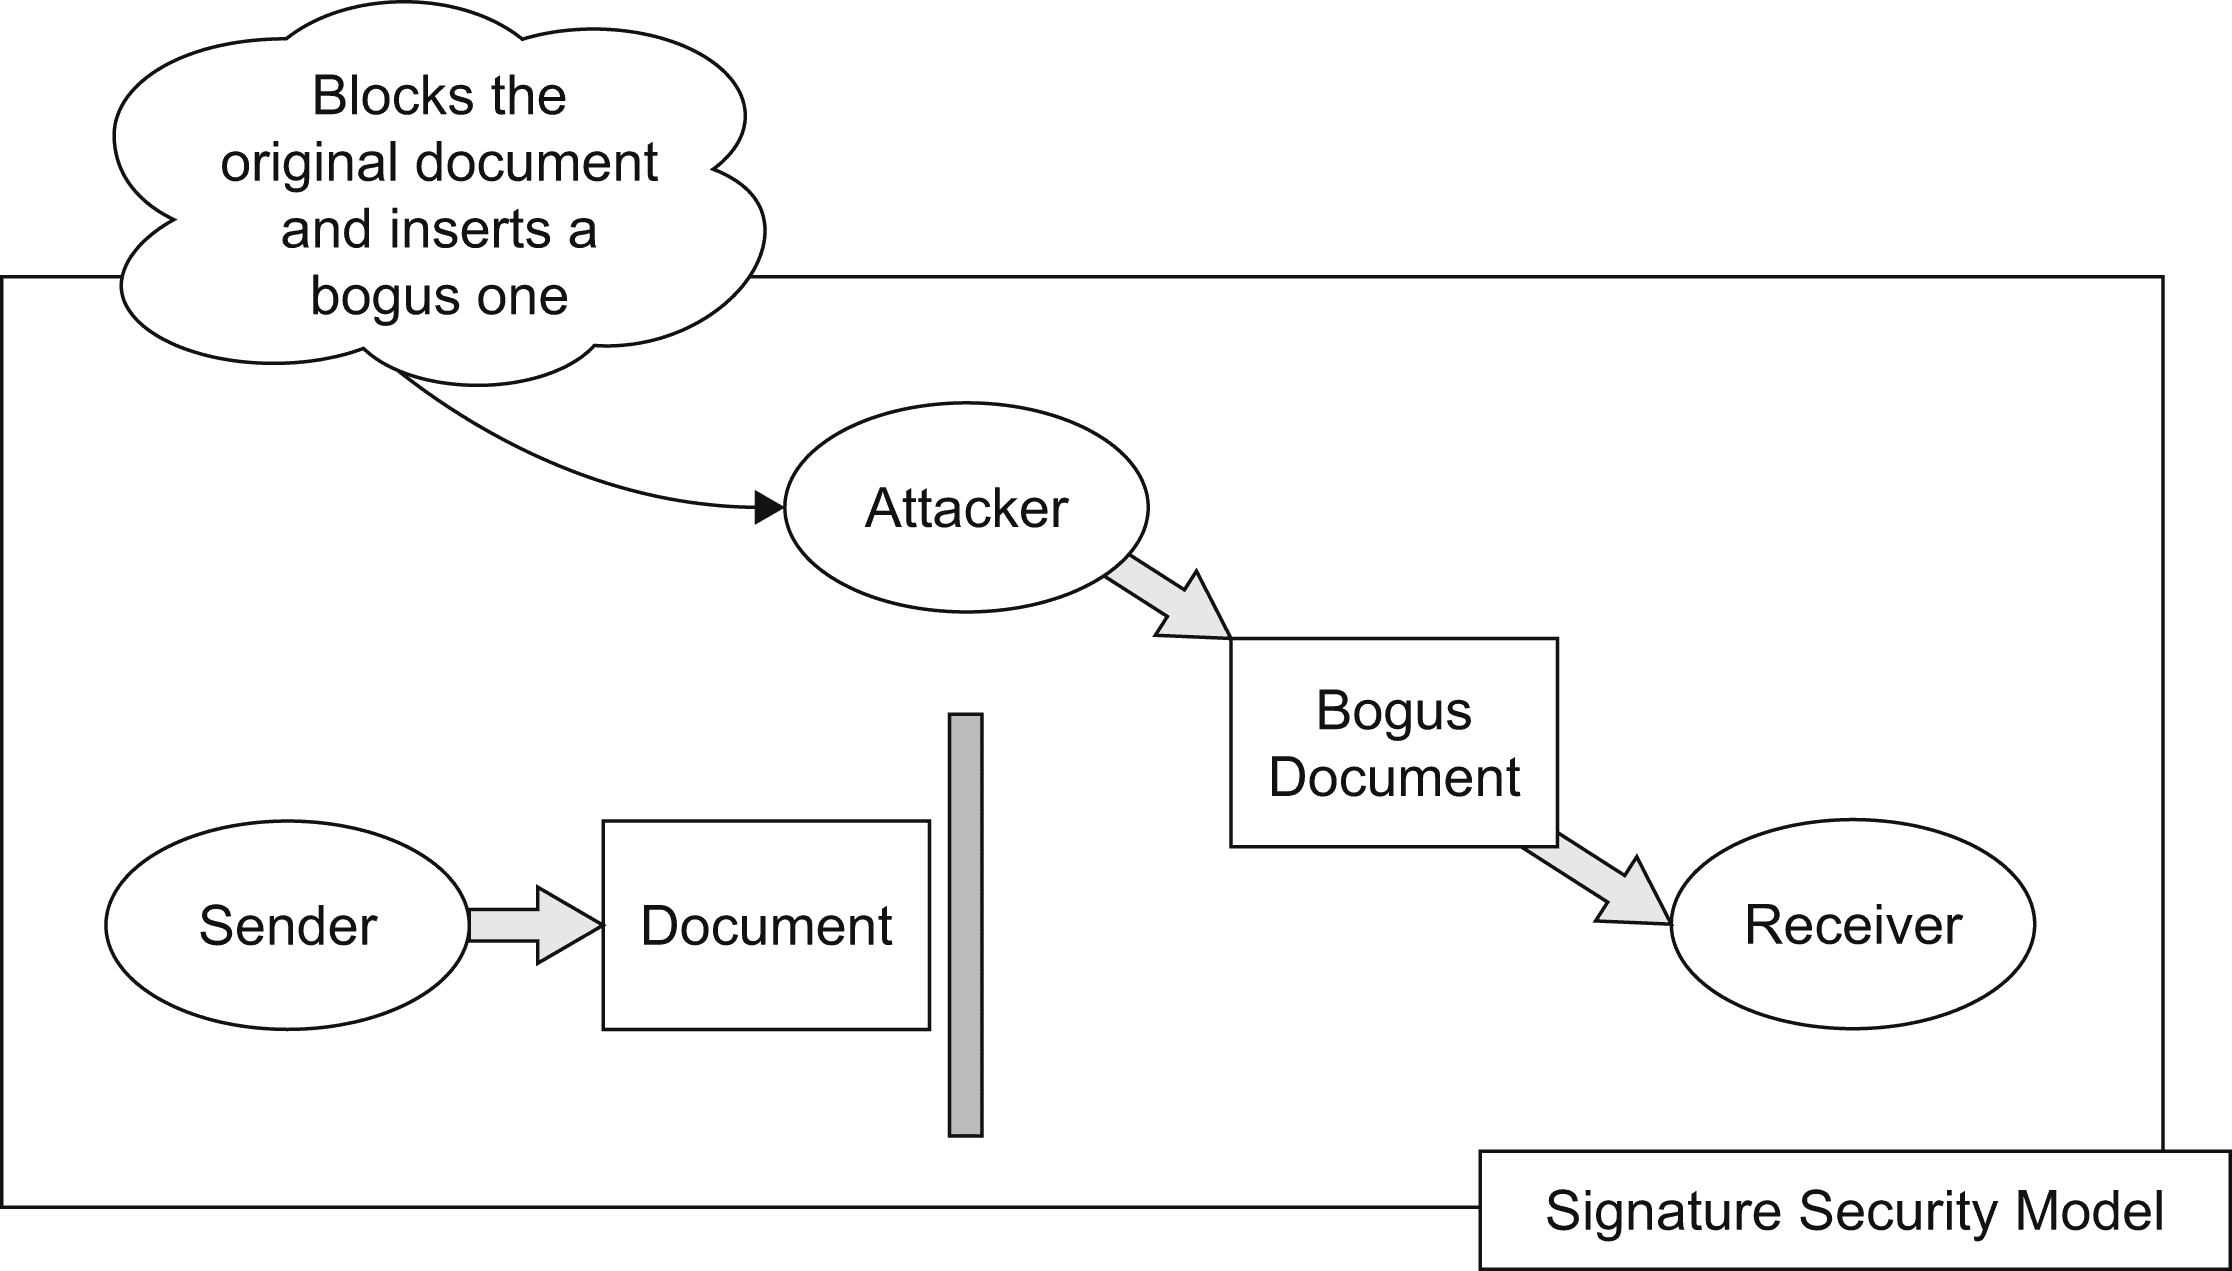 Blocks the
original document
and inserts a
bogus one
Attacker
Bogus
Document
Sender
Document
Receiver
Signature Security Model